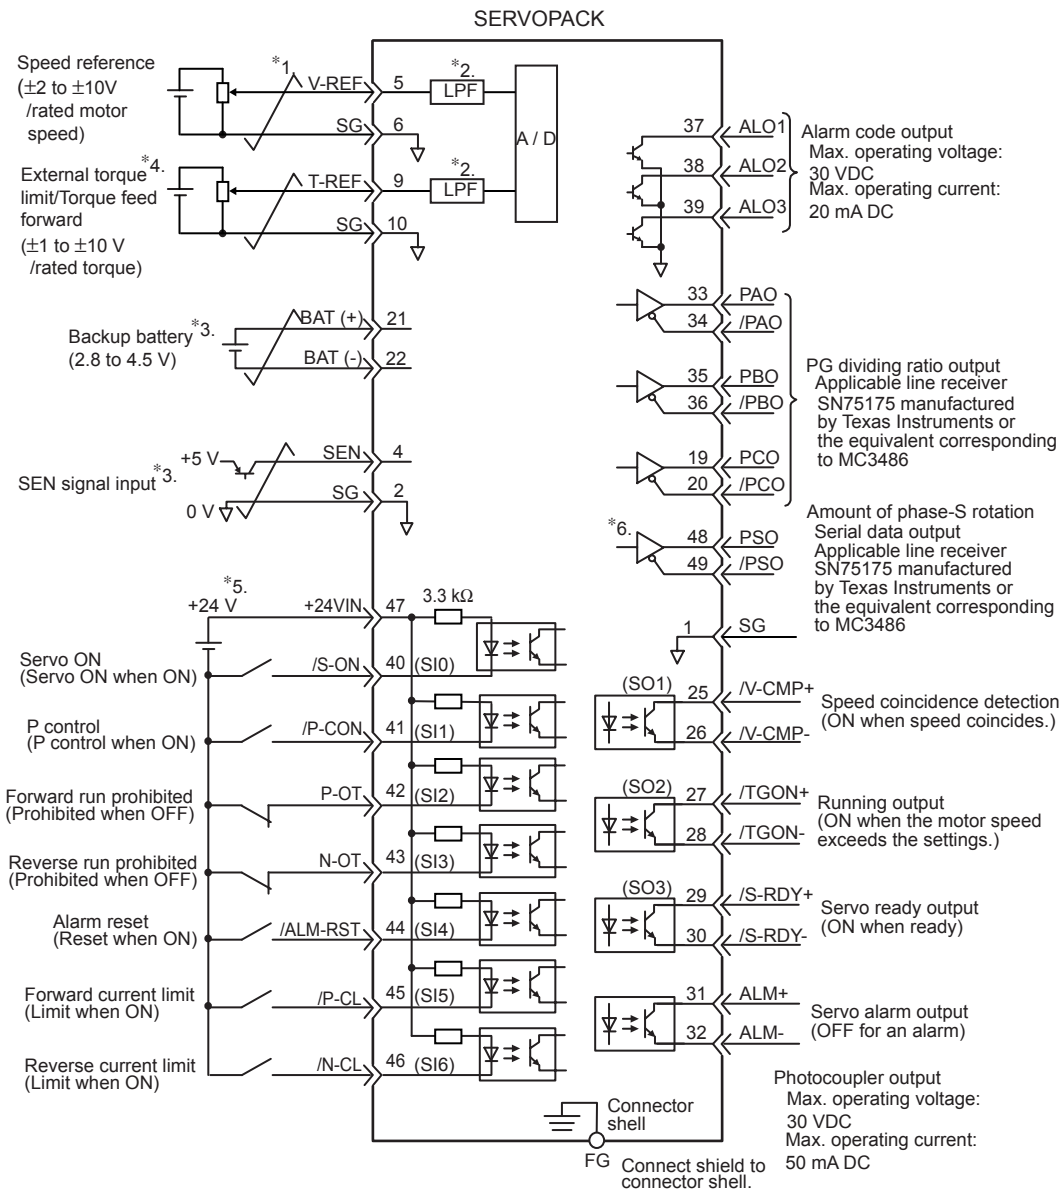 SERVOPACK
Speed reference
(±2 to ±10V
/rated motor
speed)
*1.
V-REF
5
*2.
LPF
SG
6
A / D
External torque *4.
limit/Torque feed
forward
(±1 to ±10 V
/rated torque)
T-REF
9
*2.
LPF
SG
10
Backup battery *3.
(2.8 to 4.5 V)
BAT (+)
21
BAT (-)
22
SEN signal input *3.
+5 V
SEN
4
0 V
SG
2
*5.
+24 V
+24VIN
47
3.3 kΩ
Servo ON
(Servo ON when ON)
/S-ON
40
(SI0)
P control
(P control when ON)
/P-CON
41
(SI1)
Forward run prohibited
(Prohibited when OFF)
P-OT
42
(SI2)
Reverse run prohibited
(Prohibited when OFF)
N-OT
43
(SI3)
Alarm reset
(Reset when ON)
/ALM-RST
44
(SI4)
Forward current limit
(Limit when ON)
/P-CL
45
(SI5)
Reverse current limit
(Limit when ON)
/N-CL
46
(SI6)
37
ALO1
38
ALO2
39
ALO3
Alarm code output
Max. operating voltage:
30 VDC
Max. operating current:
20 mA DC
33
PAO
34
/PAO
35
PBO
36
/PBO
19
PCO
20
/PCO
PG dividing ratio output
Applicable line receiver
SN75175 manufactured
by Texas Instruments or
the equivalent corresponding
to MC3486
*6.
48
PSO
49
/PSO
Amount of phase-S rotation
Serial data output
Applicable line receiver
SN75175 manufactured
by Texas Instruments or
the equivalent corresponding
to MC3486
1
SG
(SO1)
25
/V-CMP+
26
/V-CMP-
Speed coincidence detection
(ON when speed coincides.)
(SO2)
27
/TGON+
28
/TGON-
Running output
(ON when the motor speed
exceeds the settings.)
(SO3)
29
/S-RDY+
30
/S-RDY-
Servo ready output
(ON when ready)
31
ALM+
32
ALM-
Servo alarm output
(OFF for an alarm)
Photocoupler output
Max. operating voltage:
30 VDC
Max. operating current:
50 mA DC
Connector
shell
FG
Connect shield to
connector shell.